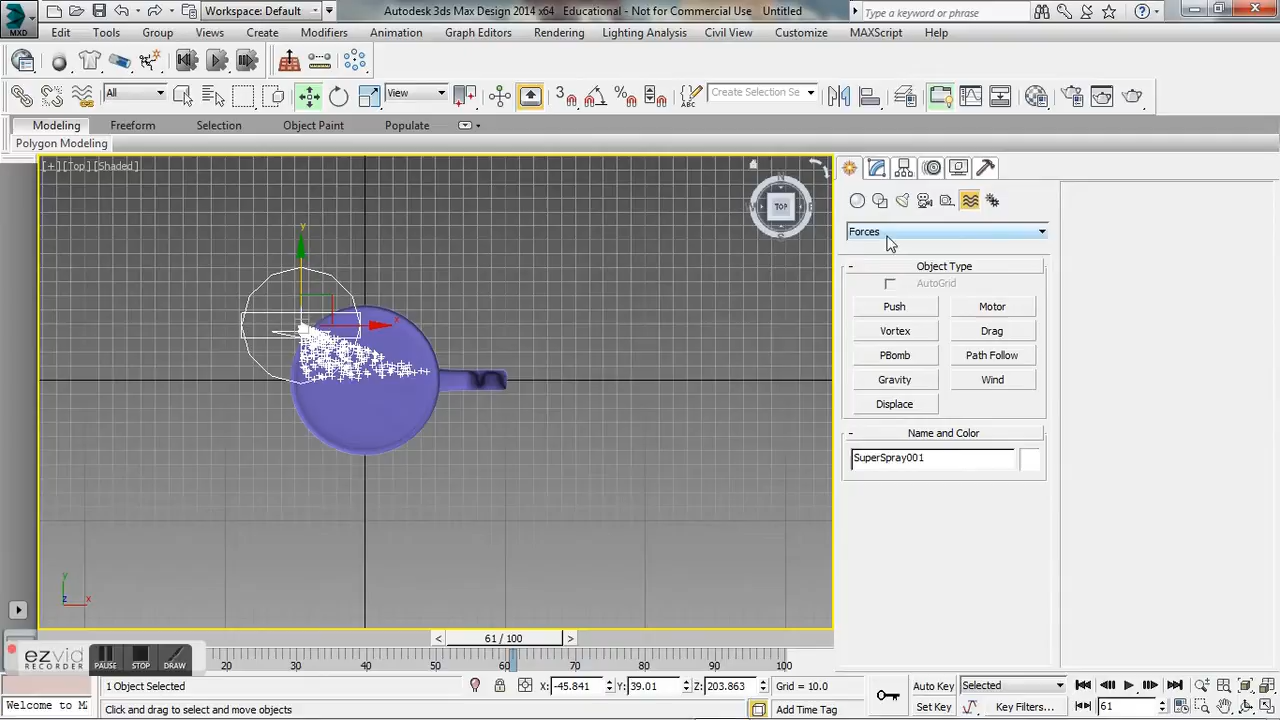 MXD
Workspace: Default
Autodesk 3ds Max Design 2014 x64 Educational - Not for Commercial Use Untitled
Type a keyword or phrase
Edit Tools Group Views Create Modifiers Animation Graph Editors Rendering Lighting Analysis Civil View Customize MAXScript Help
All
View
3
ABC
Create Selection Se
Modeling Freeform Selection Object Paint Populate
Polygon Modeling
[+][Top][Shaded]
N
TOP
y
x
Forces
- Object Type
AutoGrid
Push Motor
Vortex Drag
PBomb Path Follow
Gravity Wind
Displace
- Name and Color
SuperSpray001
y
z x
< 61 / 100 >
ezvid
RECORDER
PAUSE STOP DRAW
20 30 40 50 60 70 80 90 100
1 Object Selected
X: -45.841 Y: 39.01 Z: 203.863 Grid = 10.0
Auto Key Selected
Welcome to M
Click and drag to select and move objects
Add Time Tag
Set Key Key Filters... 61